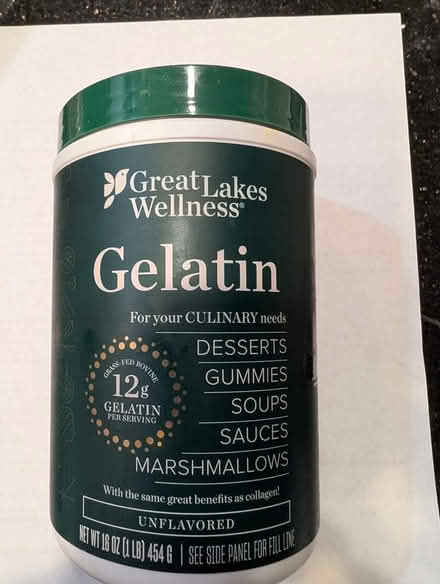 Great Lakes
Wellness®
Gelatin
For your CULINARY needs
DESSERTS
GUMMIES
SOUPS
SAUCES
MARSHMALLOWS
GRASS-FED BOVINE
12g
GELATIN
PER SERVING
With the same great benefits as collagen!
UNFLAVORED
NET WT 16 OZ (1 LB) 454 G | SEE SIDE PANEL FOR FILL LINE